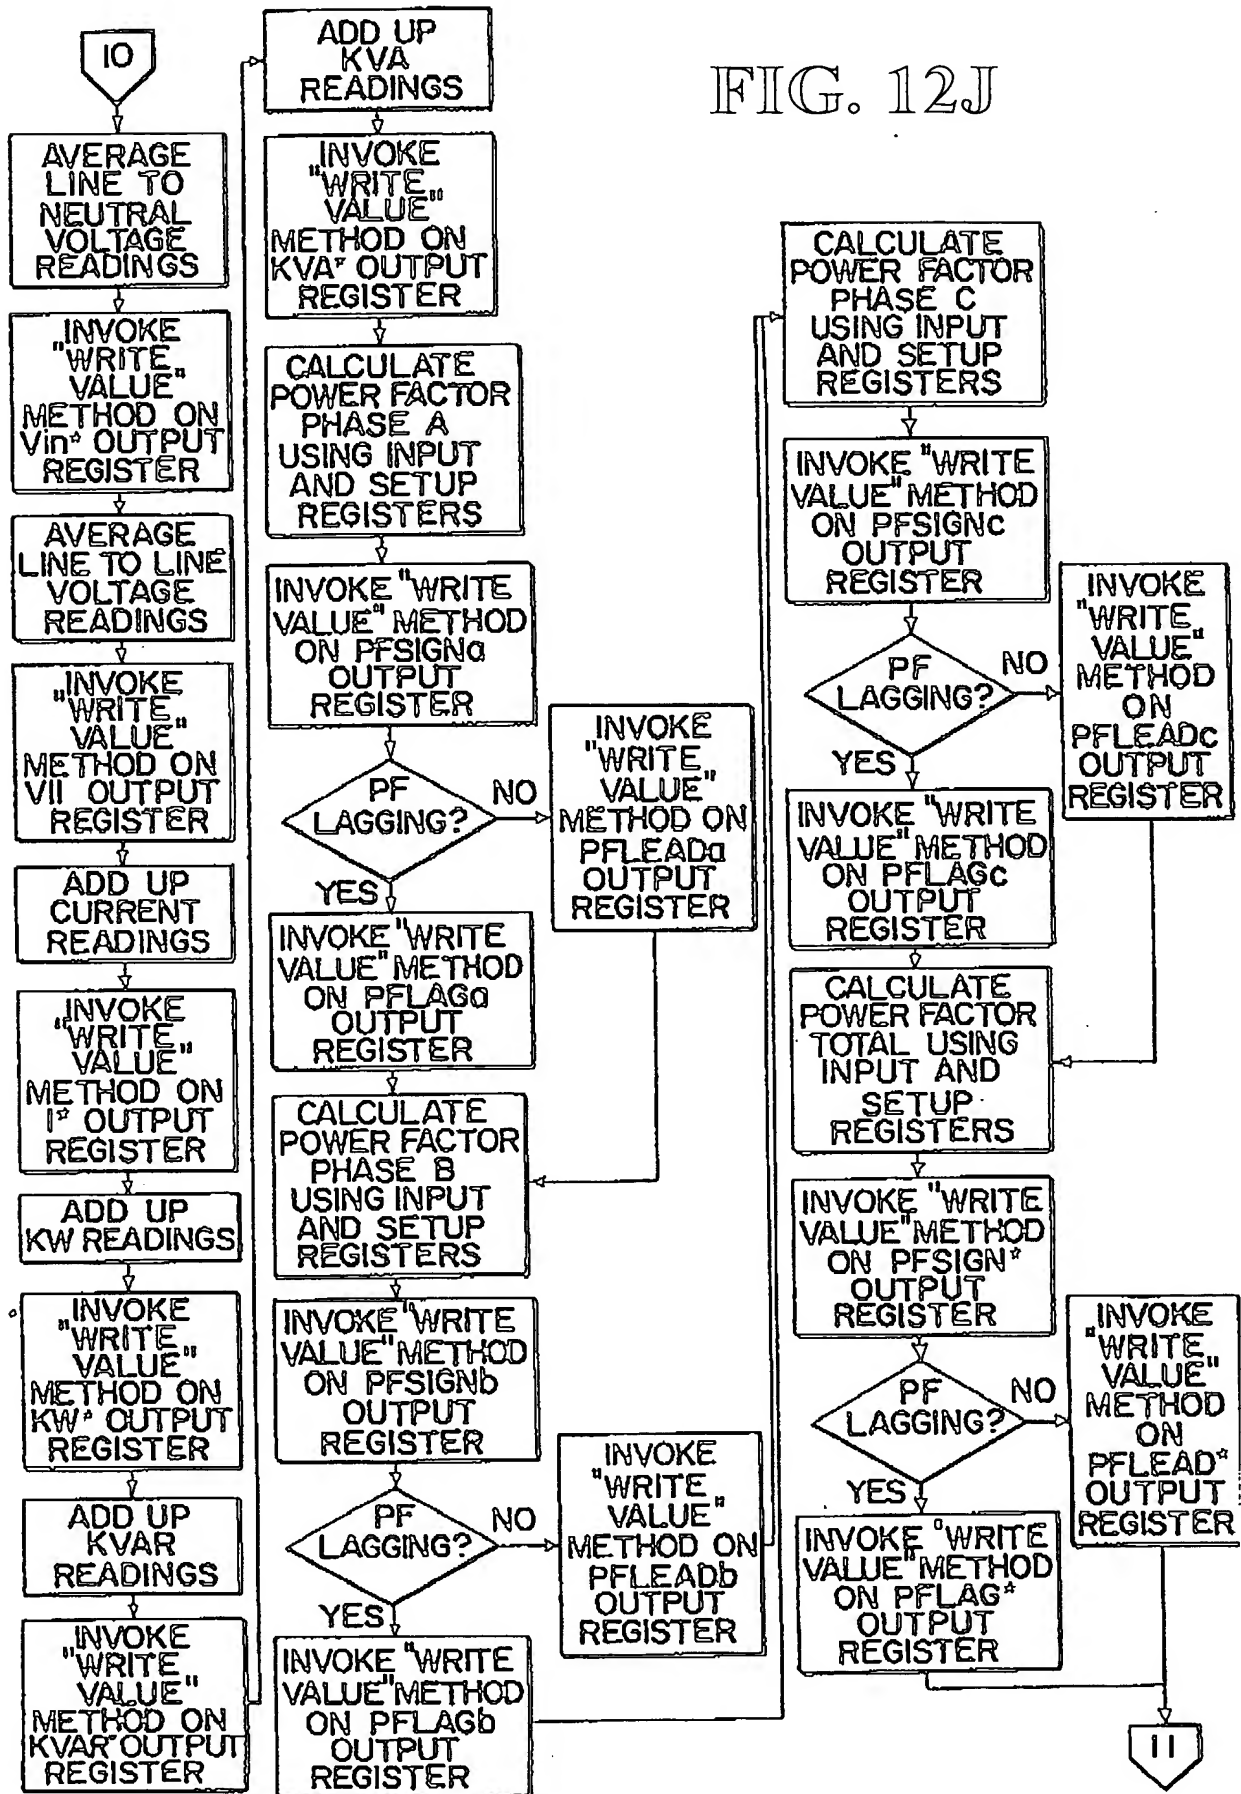 FIG. 12J
10
AVERAGE
LINE TO
NEUTRAL
VOLTAGE
READINGS
INVOKE
"WRITE
VALUE"
METHOD ON
Vin* OUTPUT
REGISTER
AVERAGE
LINE TO LINE
VOLTAGE
READINGS
INVOKE
"WRITE
VALUE"
METHOD ON
VII OUTPUT
REGISTER
ADD UP
CURRENT
READINGS
INVOKE
"WRITE
VALUE"
METHOD ON
I* OUTPUT
REGISTER
ADD UP
KW READINGS
INVOKE
"WRITE
VALUE"
METHOD ON
KW* OUTPUT
REGISTER
ADD UP
KVAR
READINGS
INVOKE
"WRITE
VALUE"
METHOD ON
KVAR* OUTPUT
REGISTER
ADD UP
KVA
READINGS
INVOKE
"WRITE
VALUE"
METHOD ON
KVA* OUTPUT
REGISTER
CALCULATE
POWER FACTOR
PHASE A
USING INPUT
AND SETUP
REGISTERS
INVOKE "WRITE
VALUE" METHOD
ON PFSIGNa
OUTPUT
REGISTER
PF
LAGGING?
NO
YES
INVOKE
"WRITE
VALUE"
METHOD ON
PFLEADa
OUTPUT
REGISTER
INVOKE "WRITE
VALUE" METHOD
ON PFLAGa
OUTPUT
REGISTER
CALCULATE
POWER FACTOR
PHASE B
USING INPUT
AND SETUP
REGISTERS
INVOKE "WRITE
VALUE" METHOD
ON PFSIGNb
OUTPUT
REGISTER
PF
LAGGING?
NO
YES
INVOKE
"WRITE
VALUE"
METHOD ON
PFLEADb
OUTPUT
REGISTER
INVOKE "WRITE
VALUE" METHOD
ON PFLAGb
OUTPUT
REGISTER
CALCULATE
POWER FACTOR
PHASE C
USING INPUT
AND SETUP
REGISTERS
INVOKE "WRITE
VALUE" METHOD
ON PFSIGNc
OUTPUT
REGISTER
PF
LAGGING?
NO
YES
INVOKE
"WRITE
VALUE"
METHOD
ON
PFLEADc
OUTPUT
REGISTER
INVOKE "WRITE
VALUE" METHOD
ON PFLAGc
OUTPUT
REGISTER
CALCULATE
POWER FACTOR
TOTAL USING
INPUT AND
SETUP
REGISTERS
INVOKE "WRITE
VALUE" METHOD
ON PFSIGN*
OUTPUT
REGISTER
PF
LAGGING?
NO
YES
INVOKE
"WRITE
VALUE"
METHOD
ON
PFLEAD*
OUTPUT
REGISTER
INVOKE "WRITE
VALUE" METHOD
ON PFLAG*
OUTPUT
REGISTER
11